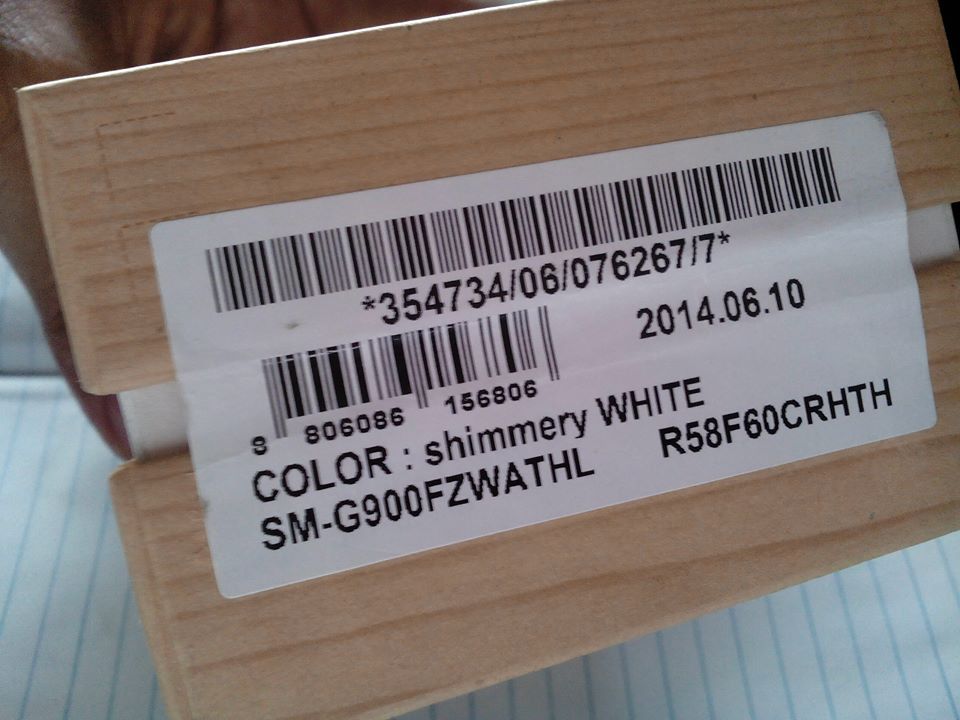 *354734/06/076267/7*
2014.06.10
8 806086 156806
COLOR : shimmery WHITE
SM-G900FZWATHL R58F60CRHTH